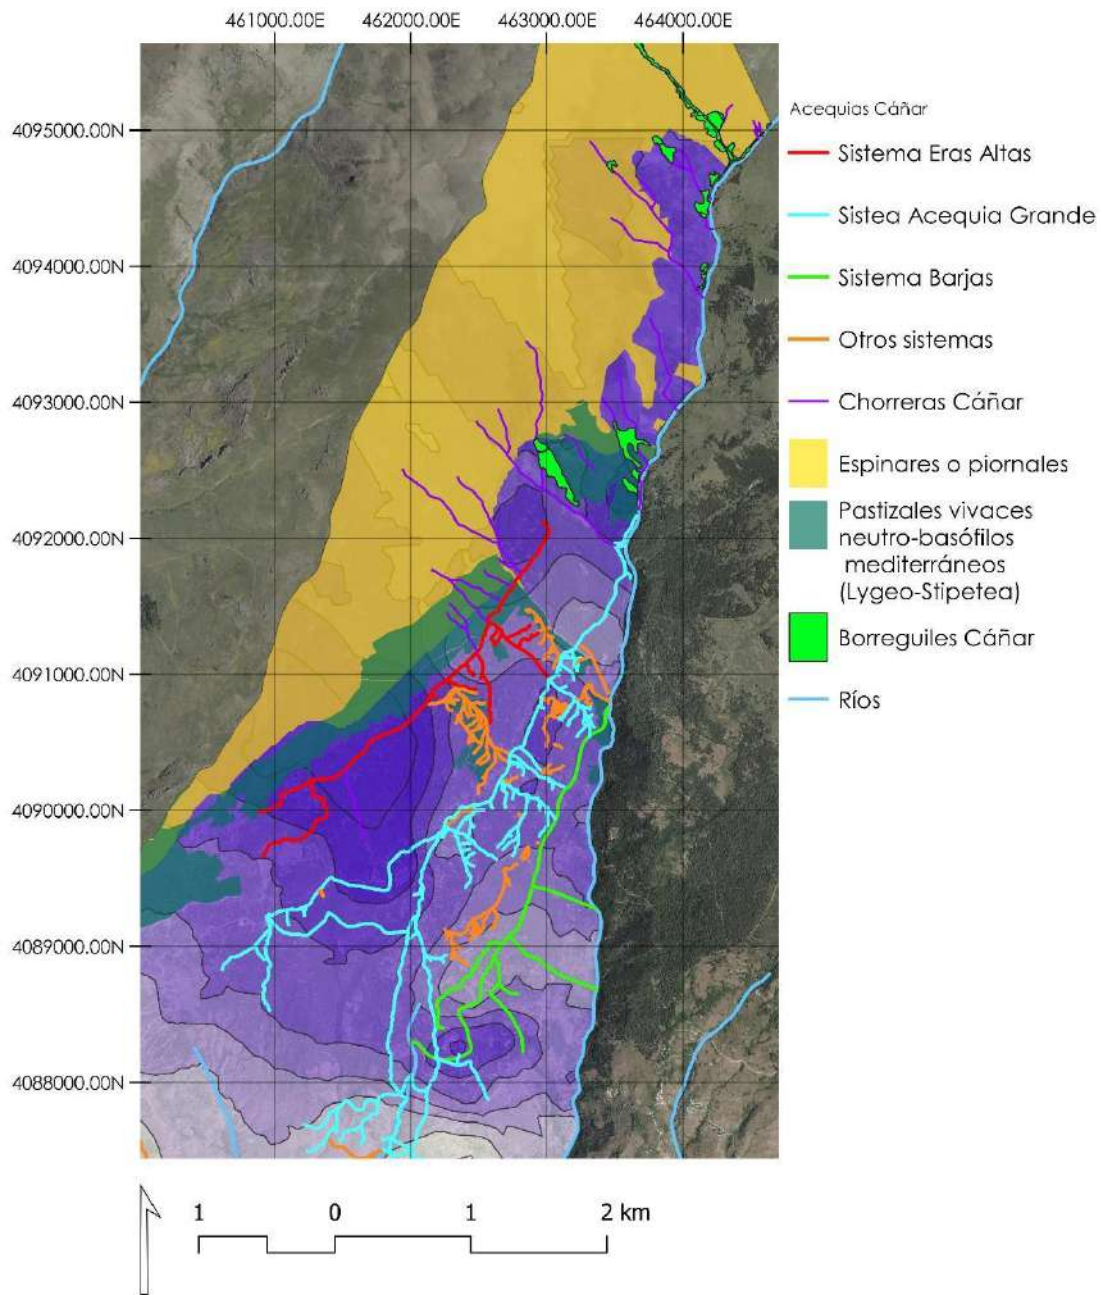 461000.00E 462000.00E 463000.00E 464000.00E
4095000.00N
4094000.00N
4093000.00N
4092000.00N
4091000.00N
4090000.00N
4089000.00N
4088000.00N
Acequias Cáñar
Sistema Eras Altas
Sistea Acequia Grande
Sistema Barjas
Otros sistemas
Chorreras Cáñar
Espinares o piornales
Pastizales vivaces
neutro-basófilos
mediterráneos
(Lygeo-Stipetea)
Borreguiles Cáñar
Ríos
1 0 1 2 km